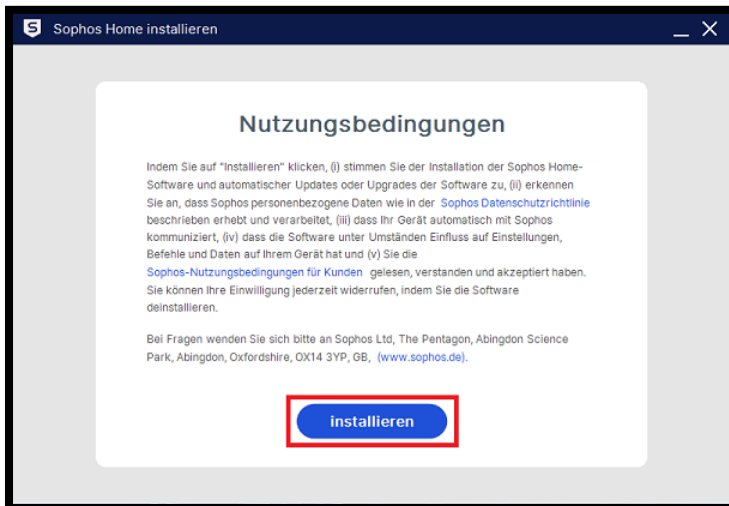 Sophos Home installieren
Nutzungsbedingungen
Indem Sie auf "Installieren" klicken, (i) stimmen Sie der Installation der Sophos Home-
Software und automatischer Updates oder Upgrades der Software zu, (ii) erkennen
Sie an, dass Sophos personenbezogene Daten wie in der Sophos Datenschutzrichtlinie
beschrieben erhebt und verarbeitet, (iii) dass Ihr Gerät automatisch mit Sophos
kommuniziert, (iv) dass die Software unter Umständen Einfluss auf Einstellungen,
Befehle und Daten auf Ihrem Gerät hat und (v) Sie die
Sophos-Nutzungsbedingungen für Kunden gelesen, verstanden und akzeptiert haben.
Sie können Ihre Einwilligung jederzeit widerrufen, indem Sie die Software
deinstallieren.
Bei Fragen wenden Sie sich bitte an Sophos Ltd, The Pentagon, Abingdon Science
Park, Abingdon, Oxfordshire, OX14 3YP, GB, (www.sophos.de).
installieren